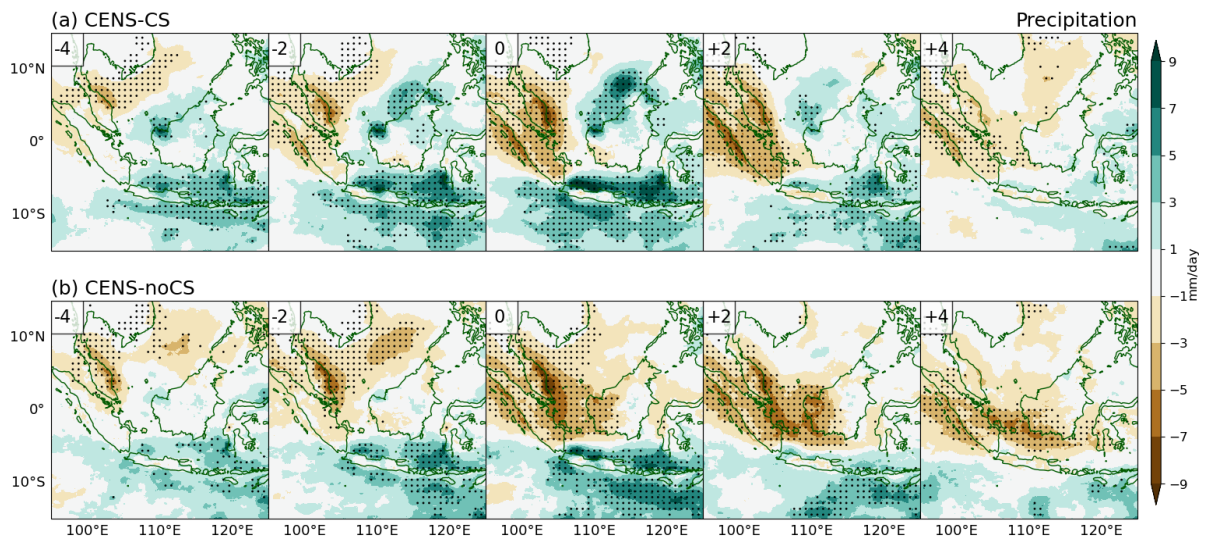 (a) CENS-CS Precipitation
-4 -2 0 +2 +4
10°N
0°
10°S
(b) CENS-noCS
-4 -2 0 +2 +4
10°N
0°
10°S
100°E 110°E 120°E 100°E 110°E 120°E 100°E 110°E 120°E 100°E 110°E 120°E 100°E 110°E 120°E
9
7
5
3
1
−1
−3
−5
−7
−9
mm/day